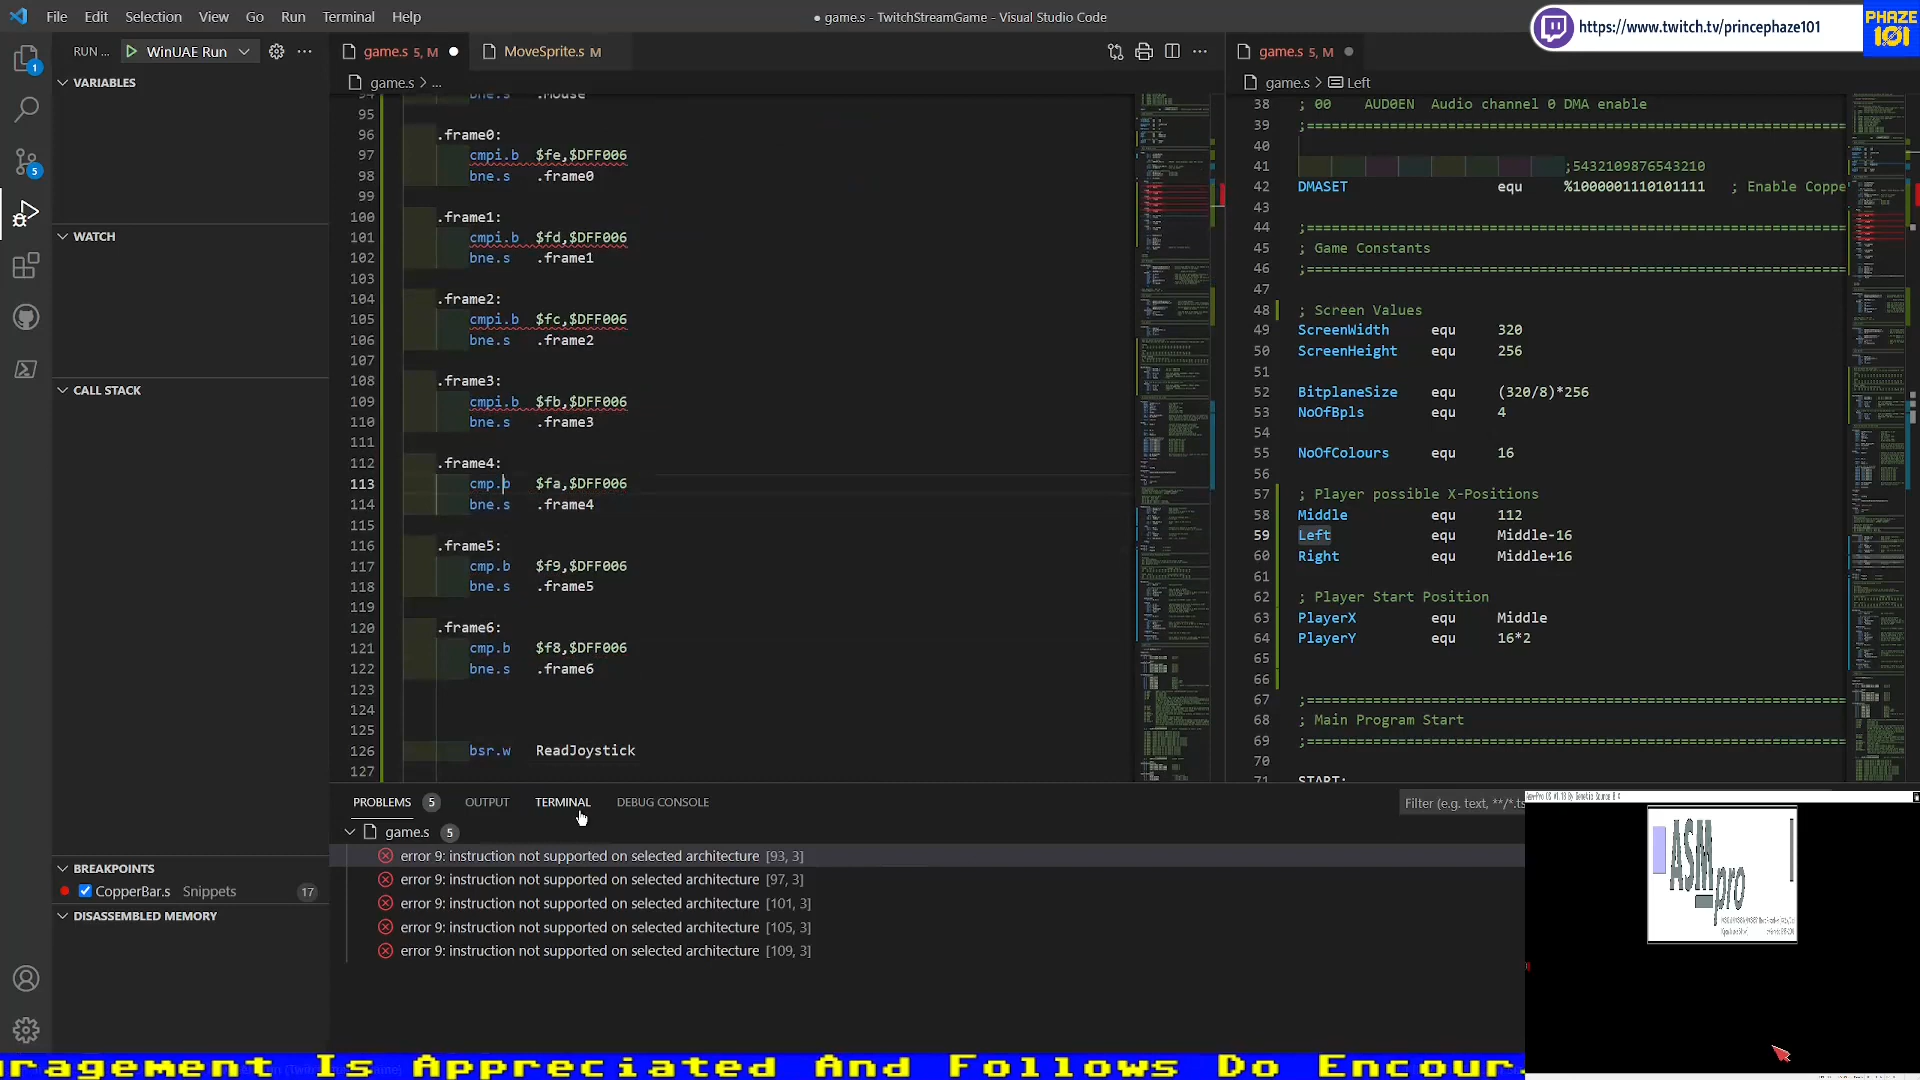 File Edit Selection View Go Run Terminal Help
● game.s - TwitchStreamGame - Visual Studio Code
https://www.twitch.tv/princephaze101
PHAZE
101
RUN ... WinUAE Run
game.s 5, M
MoveSprite.s M
game.s 5, M
VARIABLES
game.s > ...
game.s > Left
WATCH
CALL STACK
BREAKPOINTS
CopperBar.s Snippets 17
DISASSEMBLED MEMORY
1
5
94 bne.s .Mouse
95
96 .frame0:
97 cmpi.b $fe,$DFF006
98 bne.s .frame0
99
100 .frame1:
101 cmpi.b $fd,$DFF006
102 bne.s .frame1
103
104 .frame2:
105 cmpi.b $fc,$DFF006
106 bne.s .frame2
107
108 .frame3:
109 cmpi.b $fb,$DFF006
110 bne.s .frame3
111
112 .frame4:
113 cmp.b $fa,$DFF006
114 bne.s .frame4
115
116 .frame5:
117 cmp.b $f9,$DFF006
118 bne.s .frame5
119
120 .frame6:
121 cmp.b $f8,$DFF006
122 bne.s .frame6
123
124
125
126 bsr.w ReadJoystick
127
38 ; 00 AUD0EN Audio channel 0 DMA enable
39 ;==================================================================
40
41 ;5432109876543210
42 DMASET equ %1000001110101111 ; Enable Coppe
43
44 ;==================================================================
45 ; Game Constants
46 ;==================================================================
47
48 ; Screen Values
49 ScreenWidth equ 320
50 ScreenHeight equ 256
51
52 BitplaneSize equ (320/8)*256
53 NoOfBpls equ 4
54
55 NoOfColours equ 16
56
57 ; Player possible X-Positions
58 Middle equ 112
59 Left equ Middle-16
60 Right equ Middle+16
61
62 ; Player Start Position
63 PlayerX equ Middle
64 PlayerY equ 16*2
65
66
67 ;==================================================================
68 ; Main Program Start
69 ;==================================================================
70
71 START:
PROBLEMS 5 OUTPUT TERMINAL DEBUG CONSOLE
Filter (e.g. text, **/*.ts
game.s 5
error 9: instruction not supported on selected architecture [93, 3]
error 9: instruction not supported on selected architecture [97, 3]
error 9: instruction not supported on selected architecture [101, 3]
error 9: instruction not supported on selected architecture [105, 3]
error 9: instruction not supported on selected architecture [109, 3]
ASM
pro
uragement Is Appreciated And Follows Do Encour